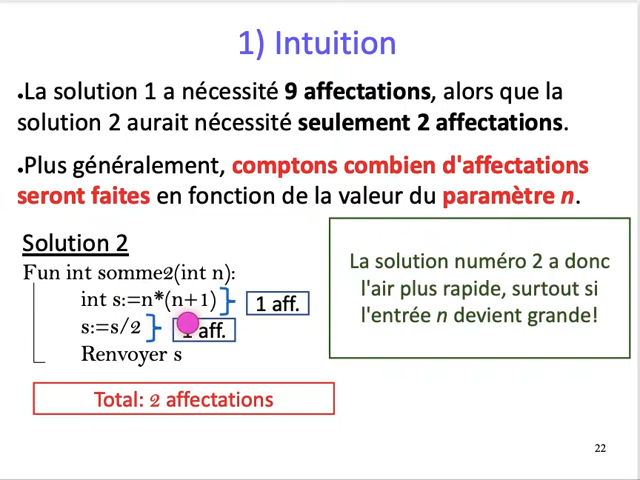 1) Intuition
•La solution 1 a nécessité 9 affectations, alors que la
solution 2 aurait nécessité seulement 2 affectations.
•Plus généralement, comptons combien d'affectations
seront faites en fonction de la valeur du paramètre n.
Solution 2
Fun int somme2(int n):
int s:=n*(n+1)
1 aff.
s:=s/2
1 aff.
Renvoyer s
Total: 2 affectations
La solution numéro 2 a donc
l'air plus rapide, surtout si
l'entrée n devient grande!
22